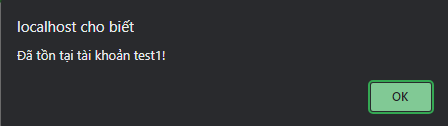 localhost cho biết
Đã tồn tại tài khoản test1!
OK